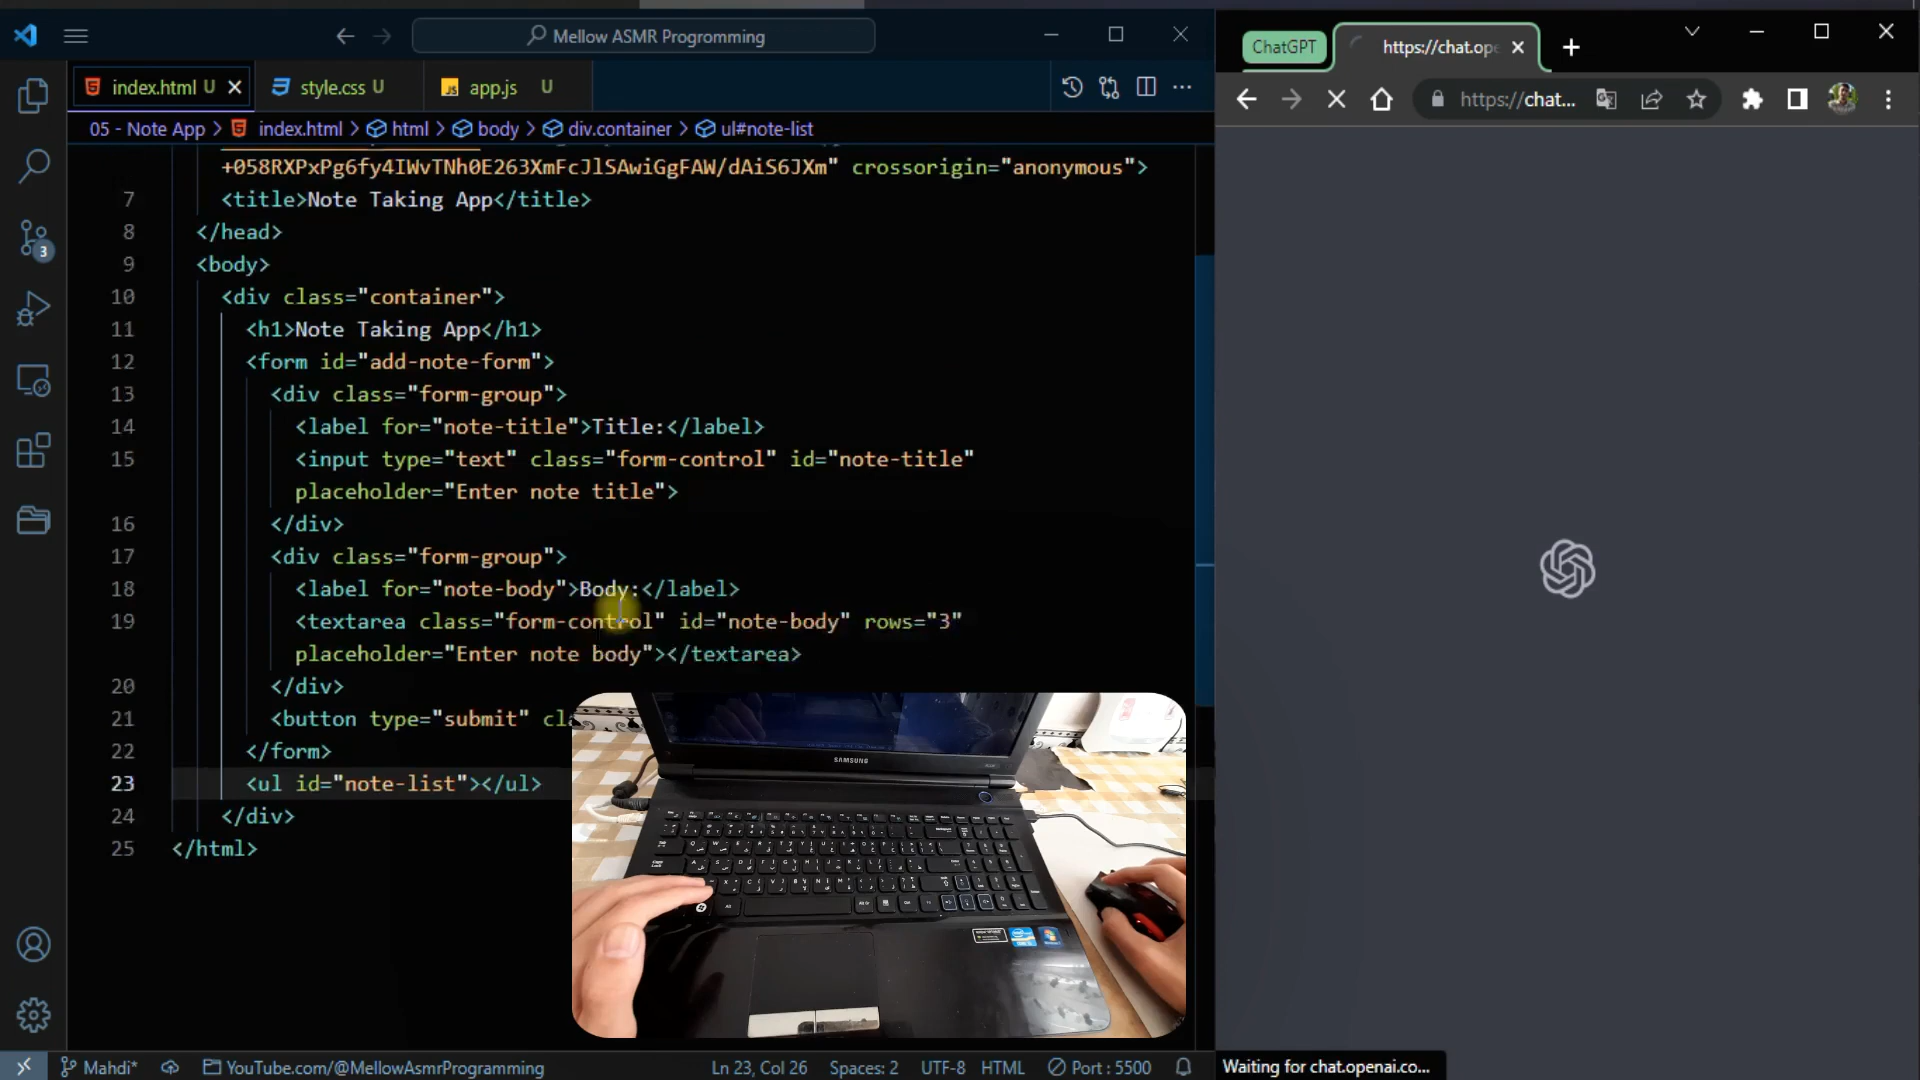 Mellow ASMR Progromming
index.html U
style.css U
app.js U
05 - Note App > index.html > html > body > div.container > ul#note-list
+058RXPxPg6fy4IWvTNh0E263XmFcJlSAwiGgFAW/dAiS6JXm" crossorigin="anonymous">
7 <title>Note Taking App</title>
8 </head>
9 <body>
10 <div class="container">
11 <h1>Note Taking App</h1>
12 <form id="add-note-form">
13 <div class="form-group">
14 <label for="note-title">Title:</label>
15 <input type="text" class="form-control" id="note-title"
placeholder="Enter note title">
16 </div>
17 <div class="form-group">
18 <label for="note-body">Body:</label>
19 <textarea class="form-control" id="note-body" rows="3"
placeholder="Enter note body"></textarea>
20 </div>
21 <button type="submit" cla
22 </form>
23 <ul id="note-list"></ul>
24 </div>
25 </html>
3
SAMSUNG
Mahdi*
YouTube.com/@MellowAsmrProgramming
Ln 23, Col 26
Spaces: 2
UTF-8
HTML
Port : 5500
ChatGPT
https://chat.ope
https://chat...
Waiting for chat.openai.co...